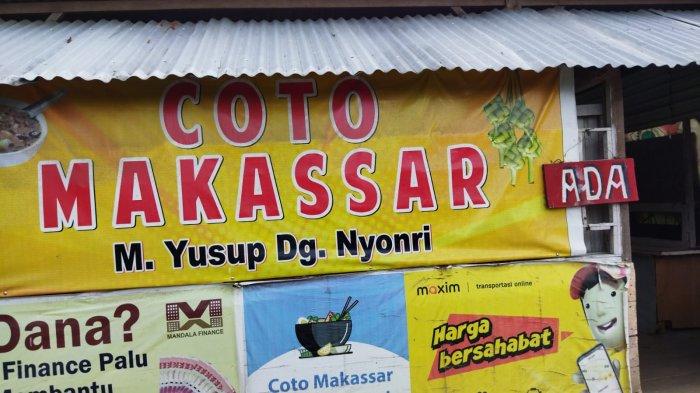 COTO
MAKASSAR
M. Yusup Dg. Nyonri
ADA
Dana?
MANDALA FINANCE
Finance Palu
Coto Makassar
maxim | transportasi online
Harga
bersahabat